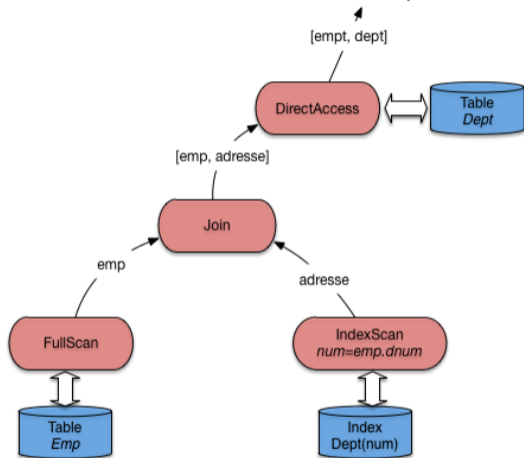 [empt, dept]
DirectAccess
Table
Dept
[emp, adresse]
Join
emp
adresse
FullScan
IndexScan
num=emp.dnum
Table
Emp
Index
Dept(num)